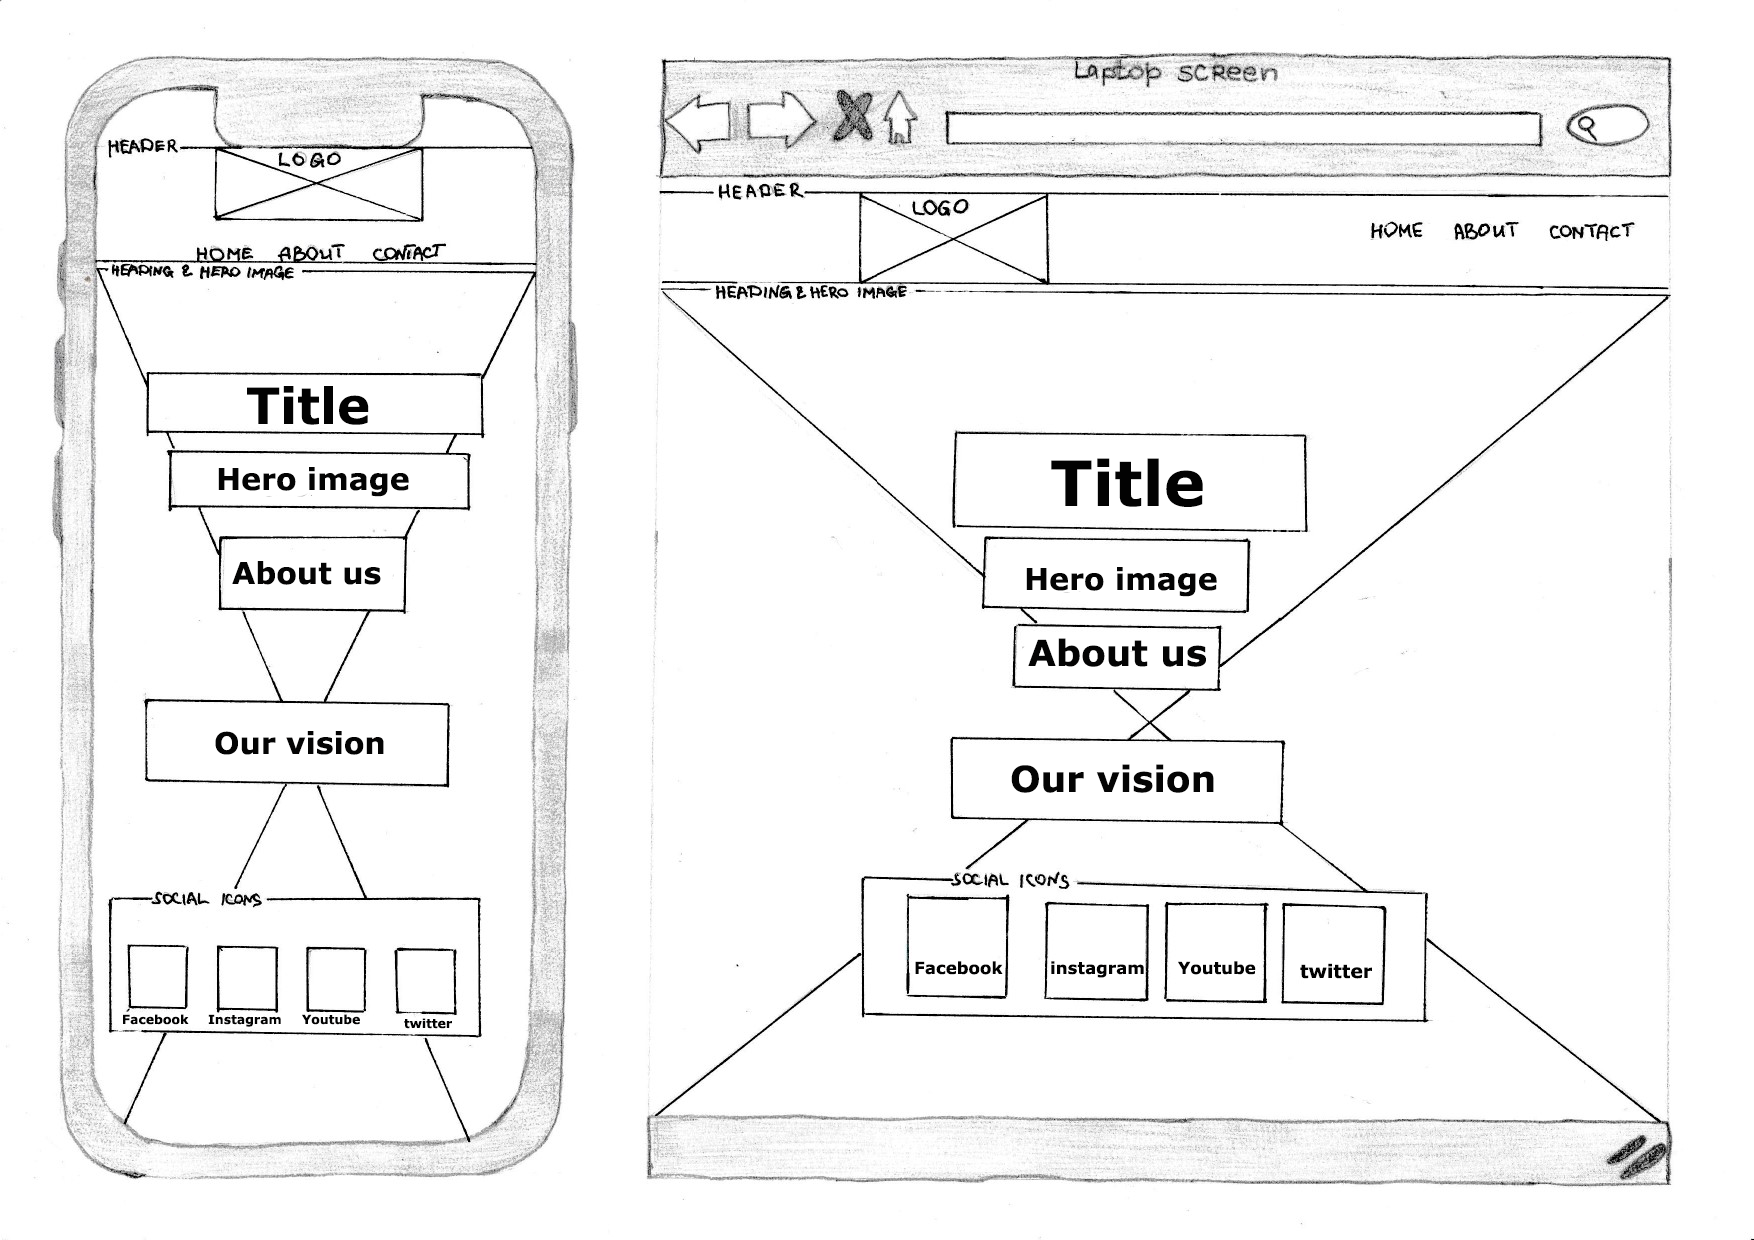 HEADER
LOGO
HOME ABOUT CONTACT
HEADING & HERO IMAGE
Title
Hero image
About us
Our vision
SOCIAL ICONS
Facebook Instagram Youtube twitter
Laptop screen
HEADER
LOGO
HOME ABOUT CONTACT
HEADING & HERO IMAGE
Title
Hero image
About us
Our vision
SOCIAL ICONS
Facebook instagram Youtube twitter